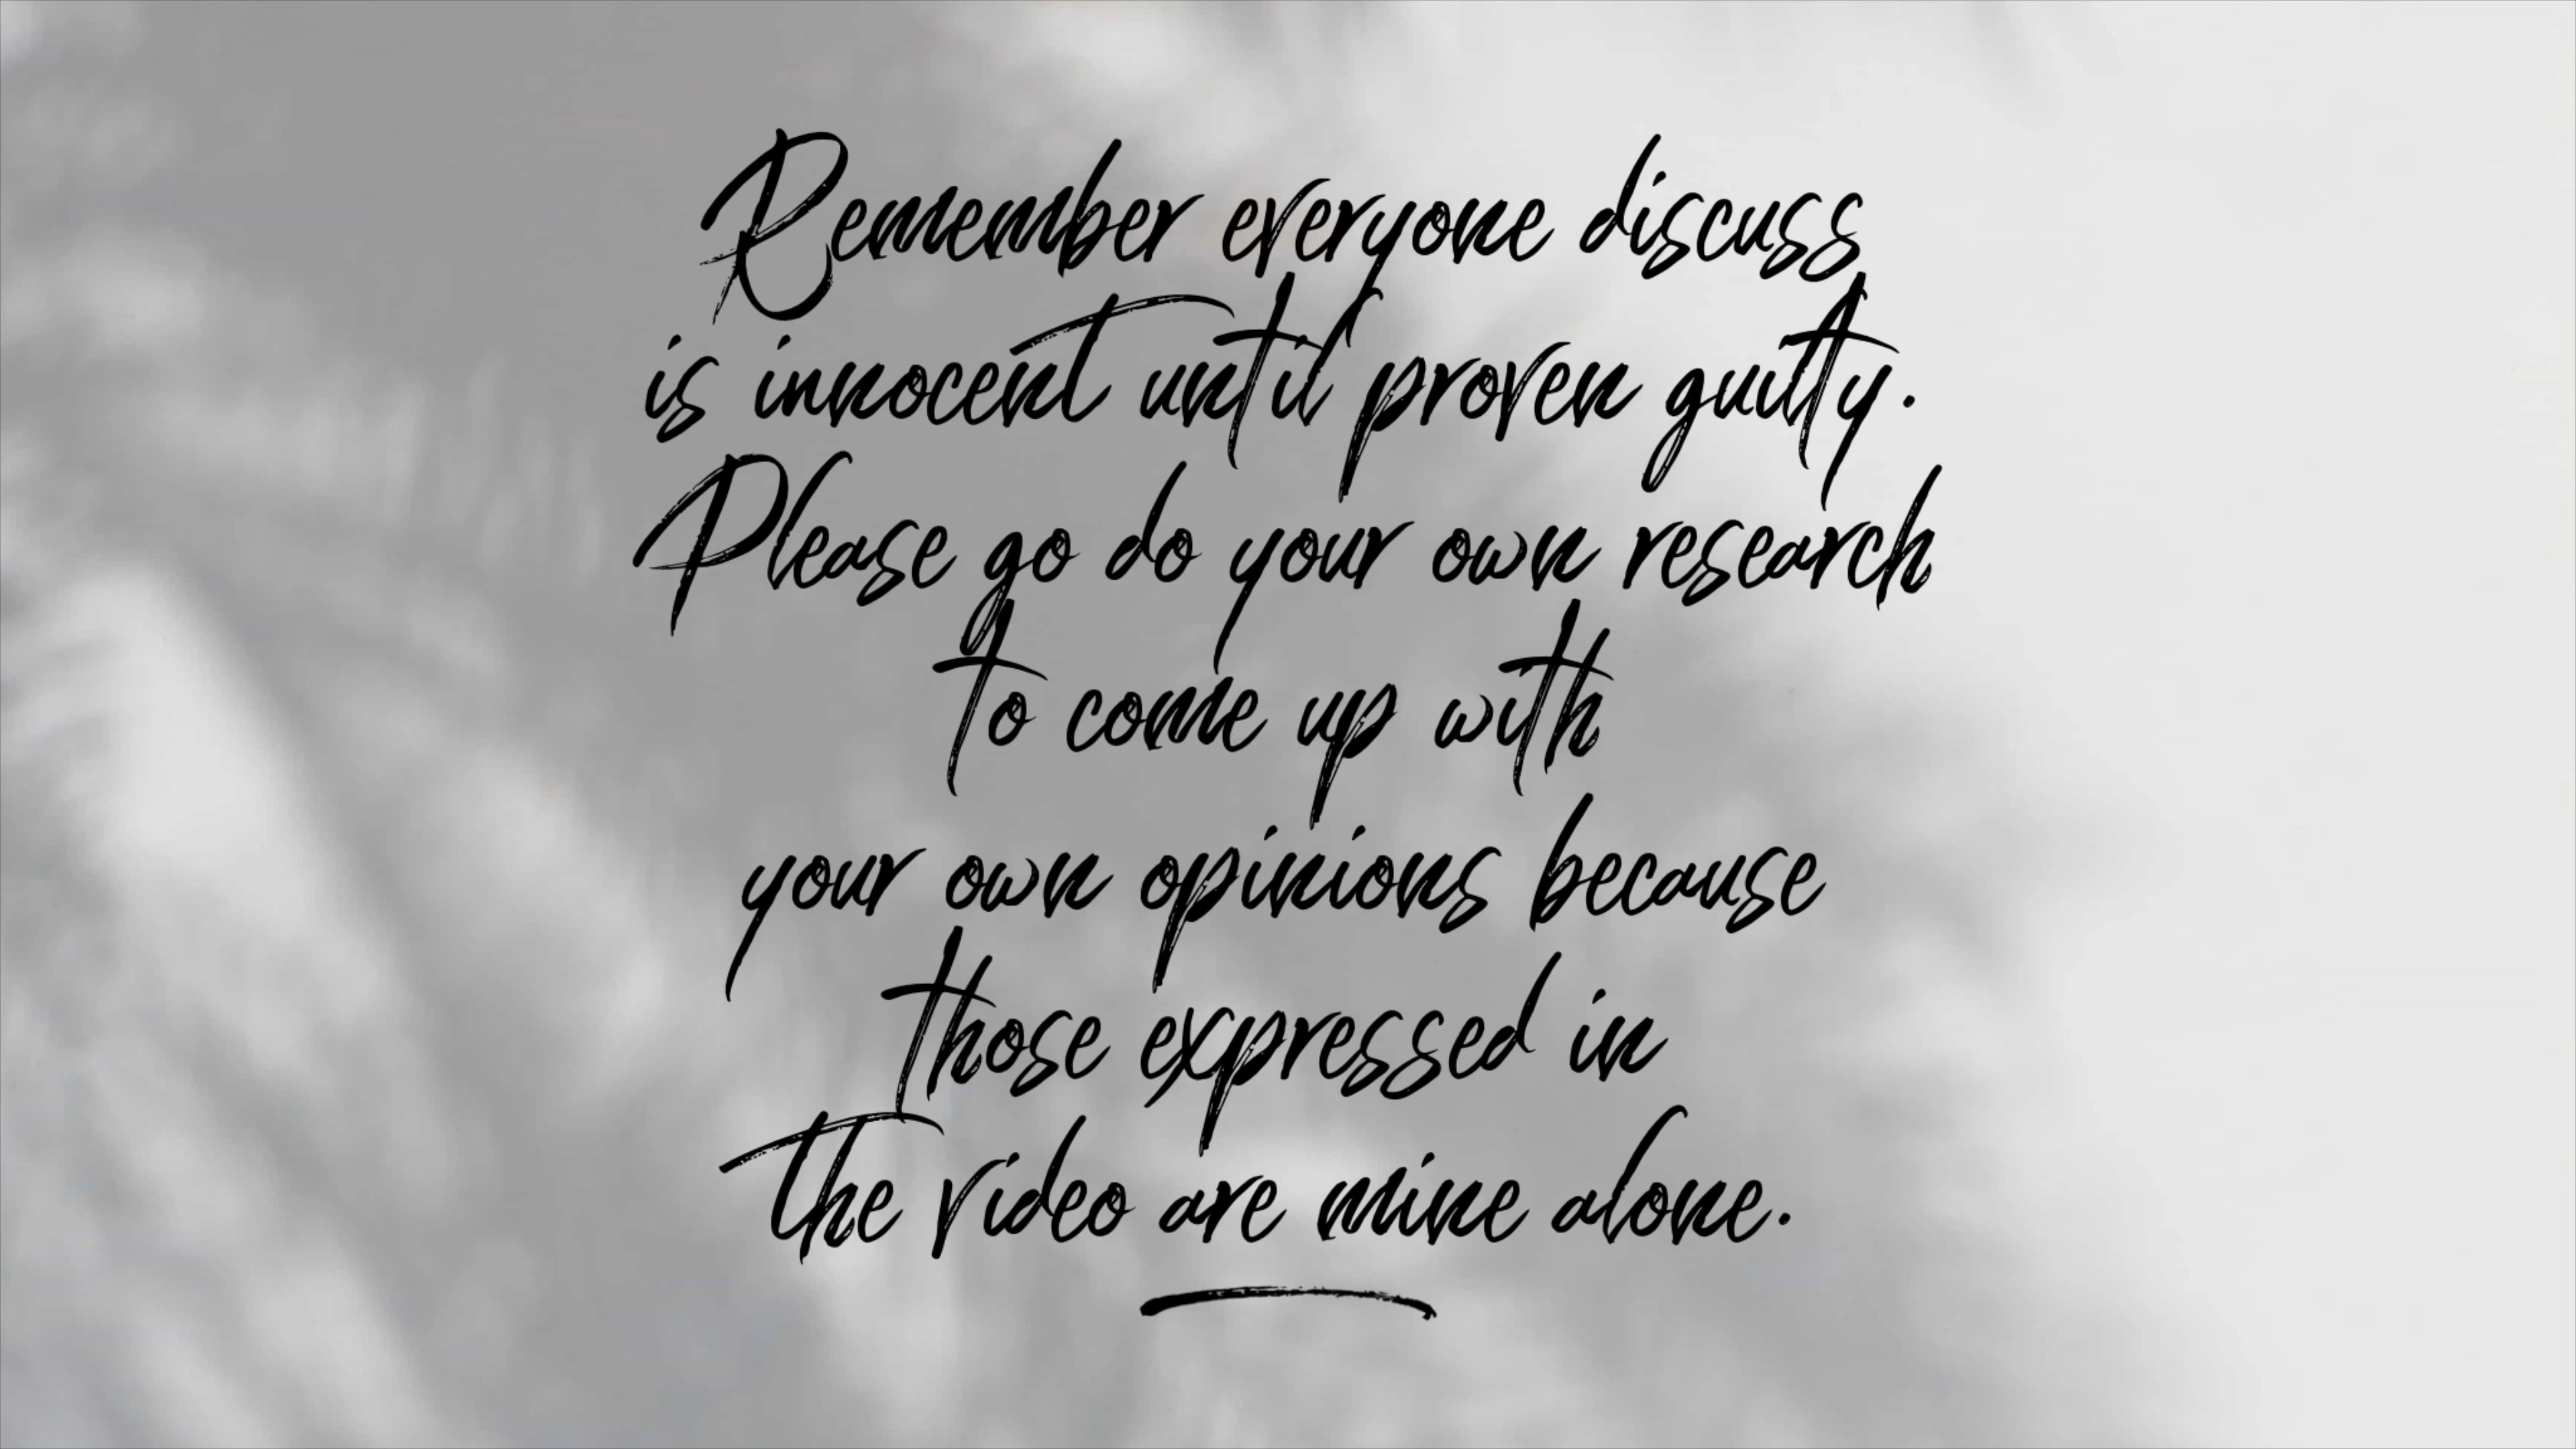 Remember everyone discuss
is innocent until proven guilty.
Please go do your own research
to come up with
your own opinions because
those expressed in
the video are mine alone.